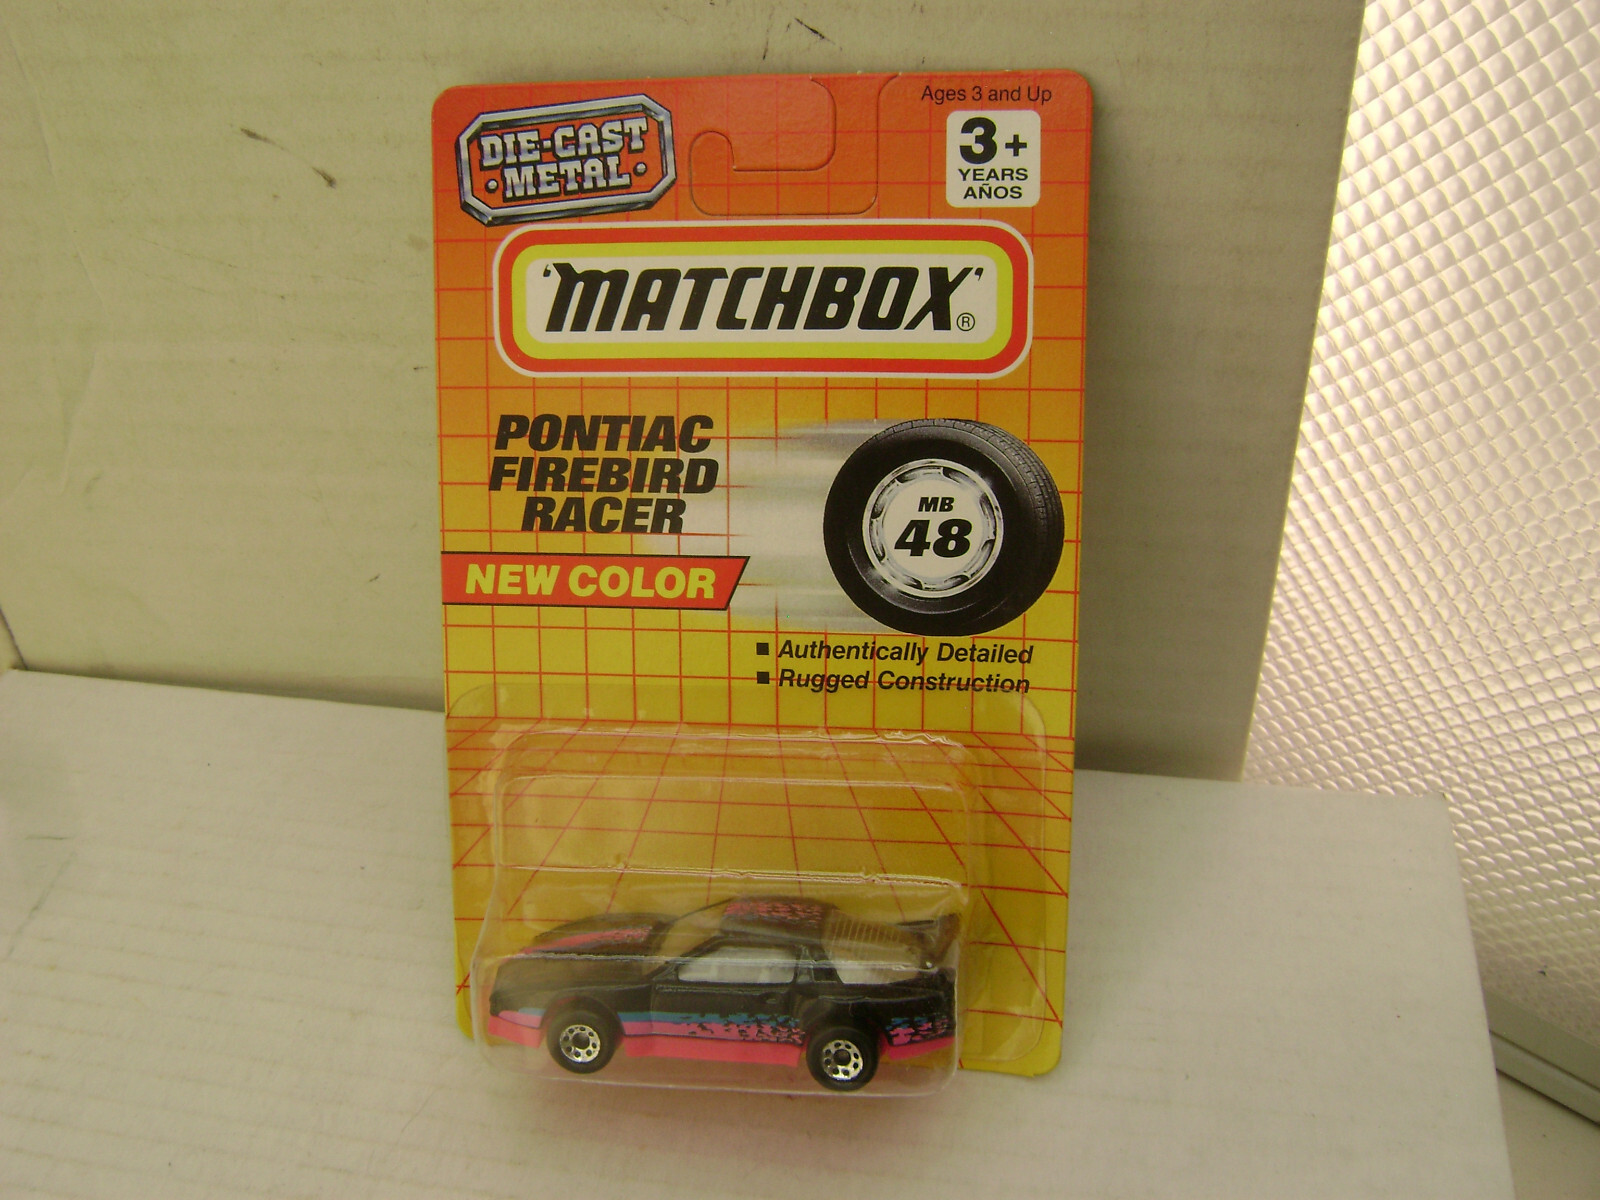 Ages 3 and Up
DIE-CAST
• METAL •
3+
YEARS
AÑOS
'MATCHBOX'®
PONTIAC
FIREBIRD
RACER
MB
48
NEW COLOR
▪ Authentically Detailed
▪ Rugged Construction